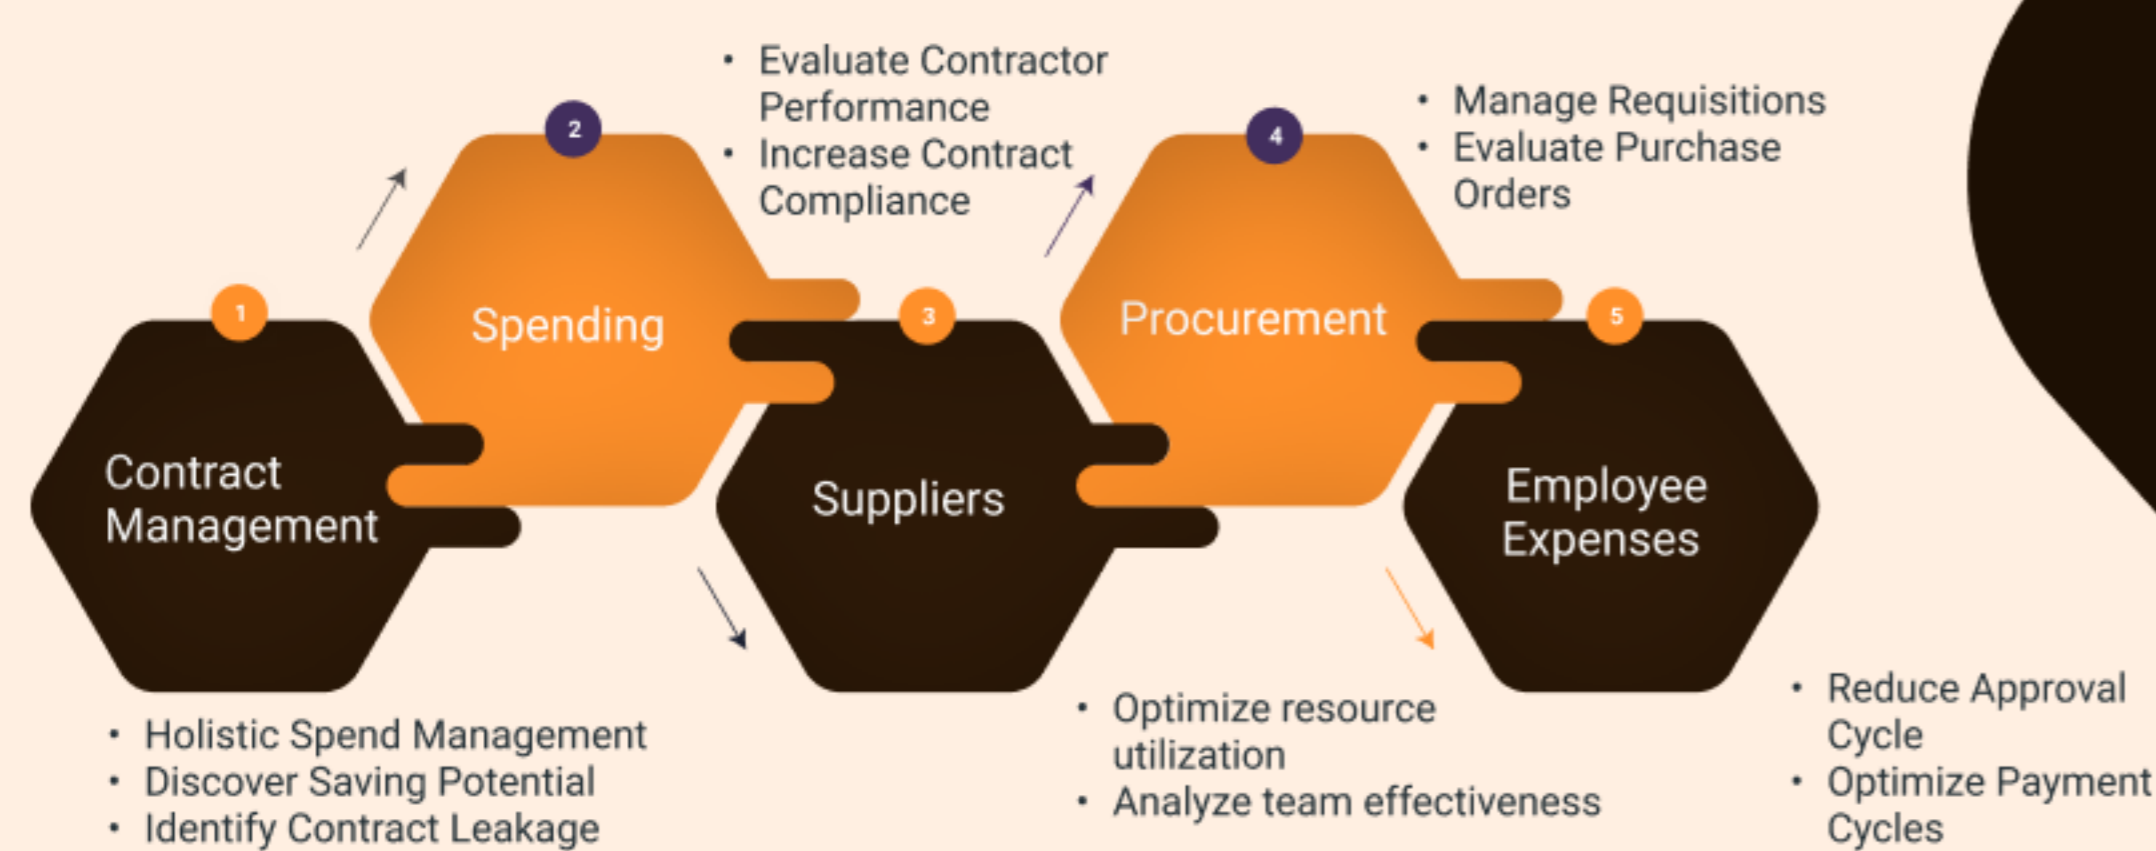 1
Contract
Management
• Holistic Spend Management
• Discover Saving Potential
• Identify Contract Leakage
2
Spending
• Evaluate Contractor
Performance
• Increase Contract
Compliance
3
Suppliers
• Optimize resource
utilization
• Analyze team effectiveness
4
Procurement
• Manage Requisitions
• Evaluate Purchase
Orders
5
Employee
Expenses
• Reduce Approval
Cycle
• Optimize Payment
Cycles